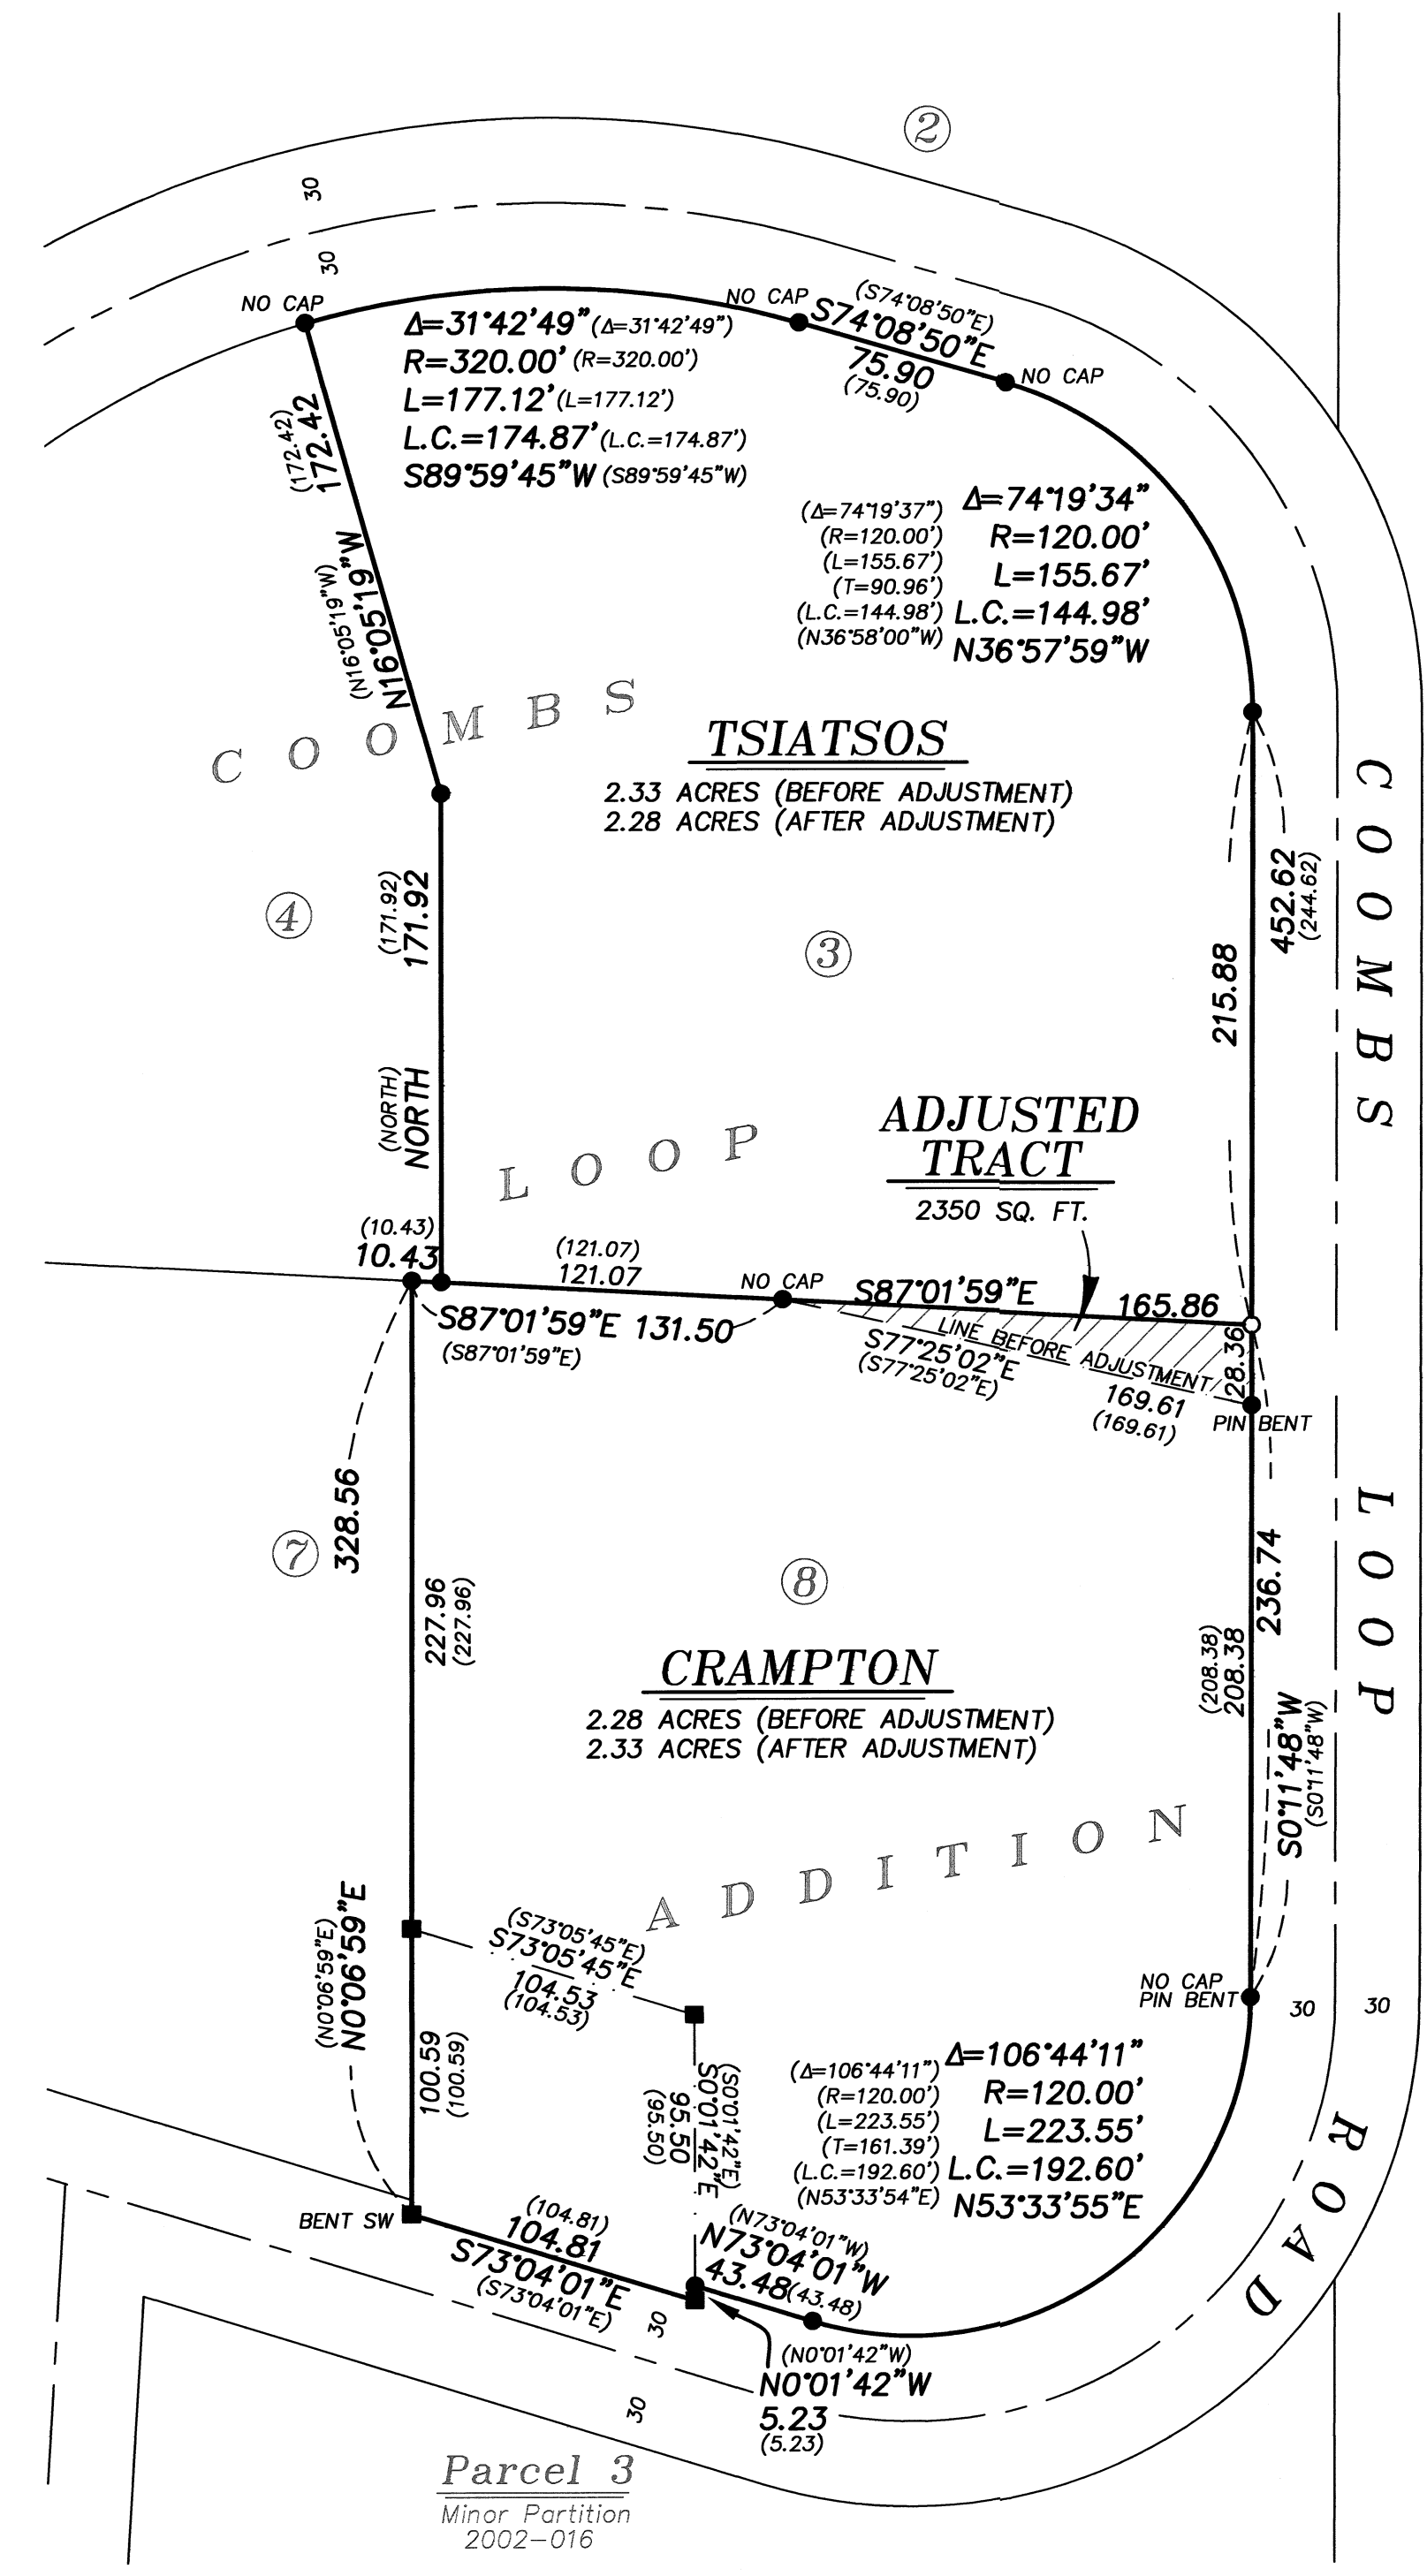 2
30
30
NO CAP
NO CAP
(S74°08'50"E)
S74°08'50"E
75.90
(75.90)
NO CAP
Δ=31°42'49" (Δ=31°42'49")
R=320.00' (R=320.00')
L=177.12' (L=177.12')
L.C.=174.87' (L.C.=174.87')
S89°59'45"W (S89°59'45"W)
(172.42)
172.42
N16°05'19"W
(N16°05'19"W)
(Δ=74°19'37") Δ=74°19'34"
(R=120.00') R=120.00'
(L=155.67') L=155.67'
(T=90.96')
(L.C.=144.98') L.C.=144.98'
(N36°58'00"W) N36°57'59"W
COOMBS
TSIATSOS
2.33 ACRES (BEFORE ADJUSTMENT)
2.28 ACRES (AFTER ADJUSTMENT)
4
(171.92)
171.92
3
215.88
452.62
(244.62)
COOMBS
(NORTH)
NORTH
LOOP
ADJUSTED
TRACT
2350 SQ. FT.
(10.43)
10.43
(121.07)
121.07
NO CAP
S87°01'59"E 165.86
S87°01'59"E 131.50
(S87°01'59"E)
LINE BEFORE ADJUSTMENT
S77°25'02"E
(S77°25'02"E)
169.61
(169.61)
28.36
PIN BENT
328.56
7
227.96
(227.96)
8
236.74
LOOP
CRAMPTON
2.28 ACRES (BEFORE ADJUSTMENT)
2.33 ACRES (AFTER ADJUSTMENT)
(208.38)
208.38
S0°11'48"W
(S0°11'48"W)
ADDITION
(N0°06'59"E)
N0°06'59"E
(S73°05'45"E)
S73°05'45"E
104.53
(104.53)
NO CAP
PIN BENT
30
30
100.59
(100.59)
(S0°01'42"E)
S0°01'42"E
95.50
(95.50)
(Δ=106°44'11") Δ=106°44'11"
(R=120.00') R=120.00'
(L=223.55') L=223.55'
(T=161.39')
(L.C.=192.60') L.C.=192.60'
(N53°33'54"E) N53°33'55"E
ROAD
BENT SW
(104.81)
104.81
S73°04'01"E
(S73°04'01"E)
(N73°04'01"W)
N73°04'01"W
43.48 (43.48)
30
(N0°01'42"W)
N0°01'42"W
5.23
(5.23)
30
Parcel 3
Minor Partition
2002-016